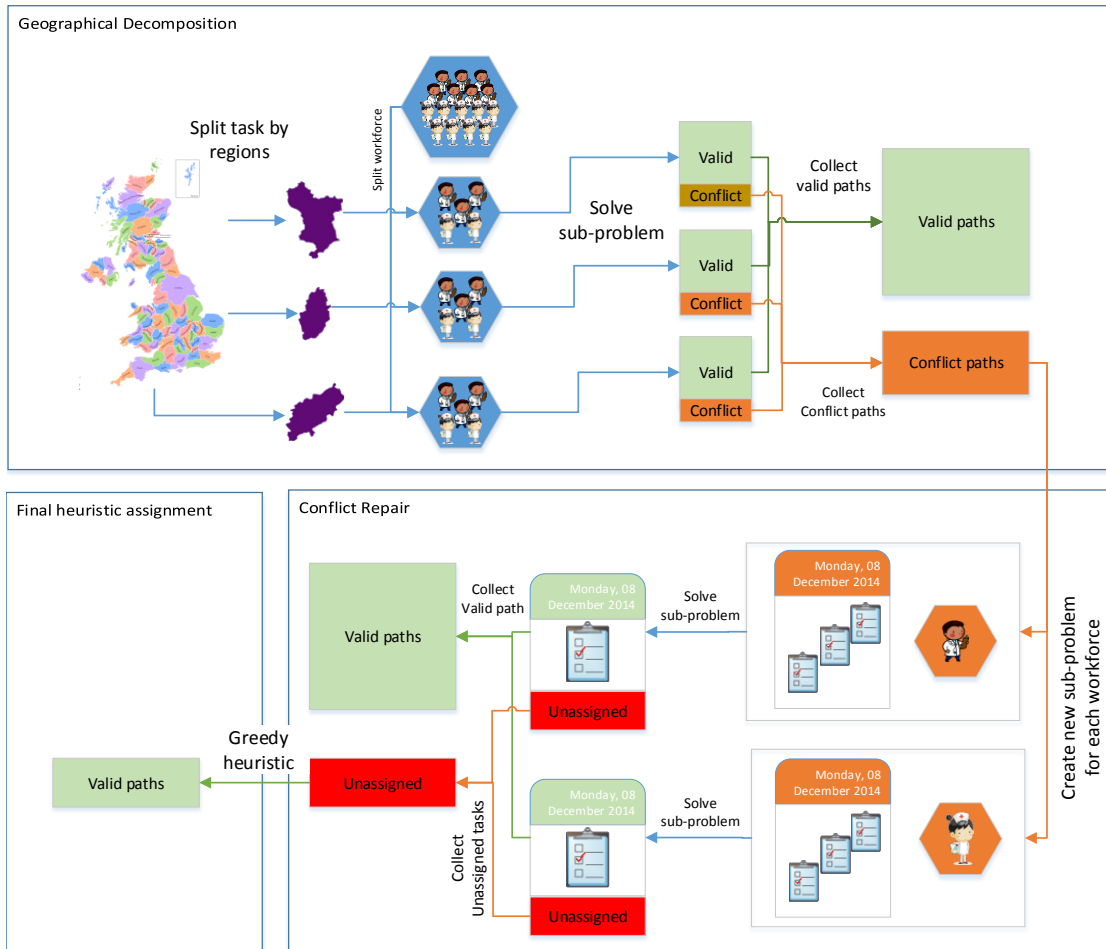 Geographical Decomposition
Split task by
regions
Split workforce
Solve
sub-problem
Valid
Conflict
Valid
Conflict
Valid
Conflict
Collect
valid paths
Valid paths
Collect
Conflict paths
Conflict paths
Final heuristic assignment
Conflict Repair
Create new sub-problem
for each workforce
Monday, 08
December 2014
Solve
sub-problem
Monday, 08
December 2014
Unassigned
Collect
Valid path
Valid paths
Monday, 08
December 2014
Solve
sub-problem
Monday, 08
December 2014
Unassigned
Collect
Unassigned tasks
Unassigned
Greedy
heuristic
Valid paths